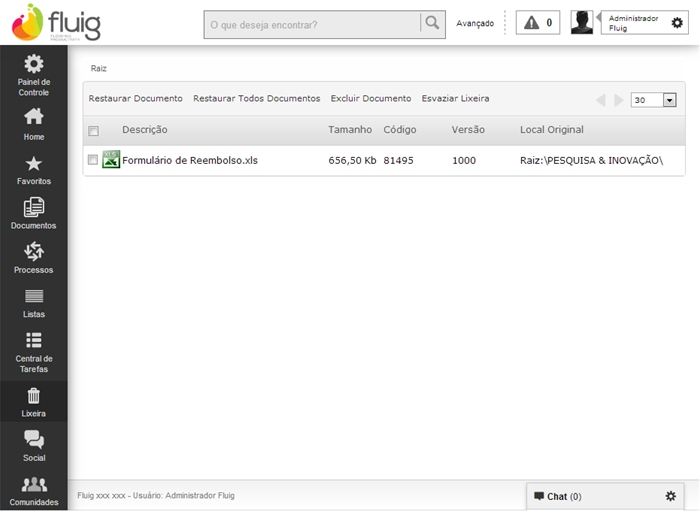 fluig
O que deseja encontrar?
Avançado
0
Administrador
Fluig
Painel de
Controle
Home
Favoritos
Documentos
Processos
Listas
Central de
Tarefas
Lixeira
Social
Comunidades
Raiz
Restaurar Documento Restaurar Todos Documentos Excluir Documento Esvaziar Lixeira 30
Descrição Tamanho Código Versão Local Original
Formulário de Reembolso.xls 656,50 Kb 81495 1000 Raiz:\PESQUISA & INOVAÇÃO\
Fluig xxx xxx - Usuário: Administrador Fluig
Chat (0)